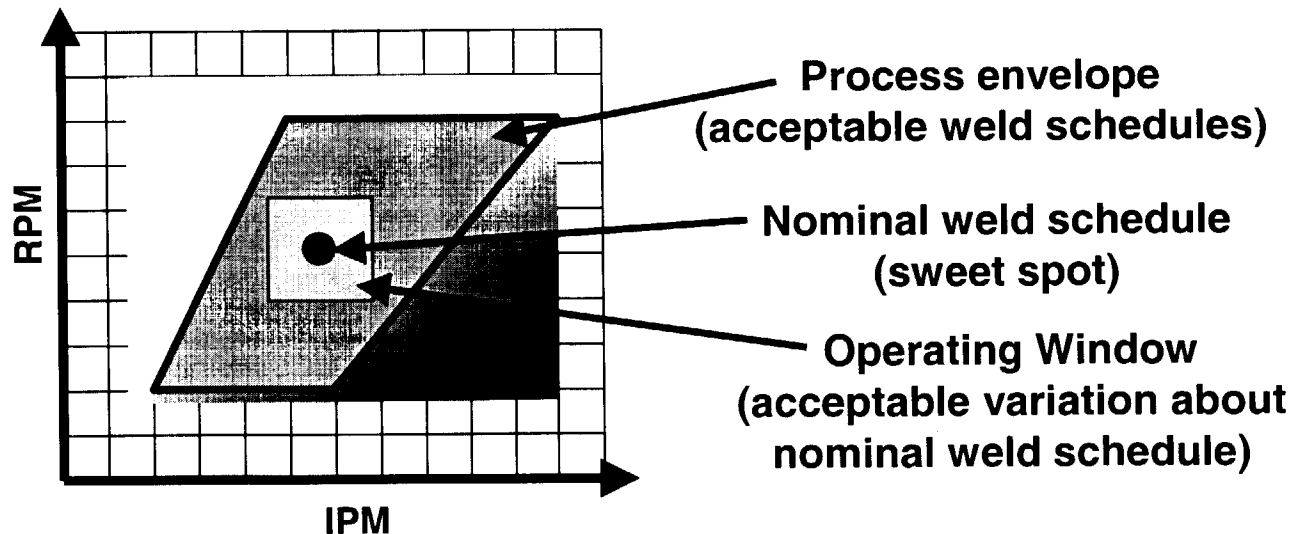 RPM
IPM
Process envelope
(acceptable weld schedules)
Nominal weld schedule
(sweet spot)
Operating Window
(acceptable variation about
nominal weld schedule)